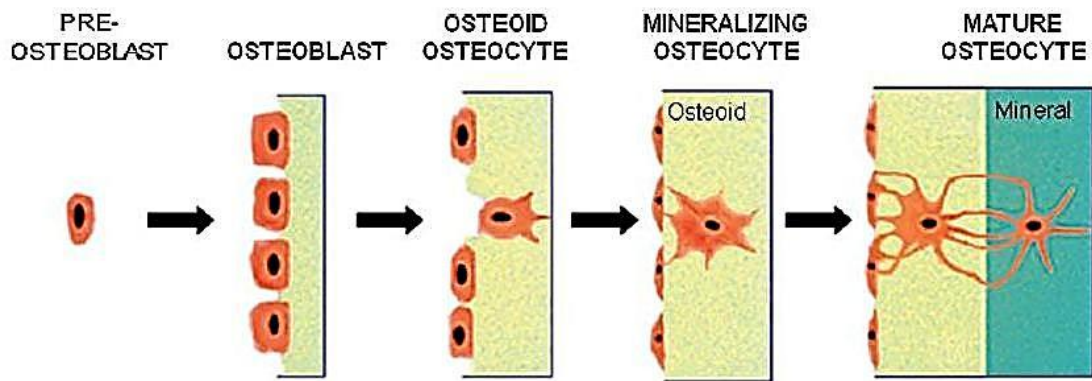 PRE-
OSTEOBLAST
OSTEOBLAST
OSTEOID
OSTEOCYTE
MINERALIZING
OSTEOCYTE
MATURE
OSTEOCYTE
Osteoid
Mineral